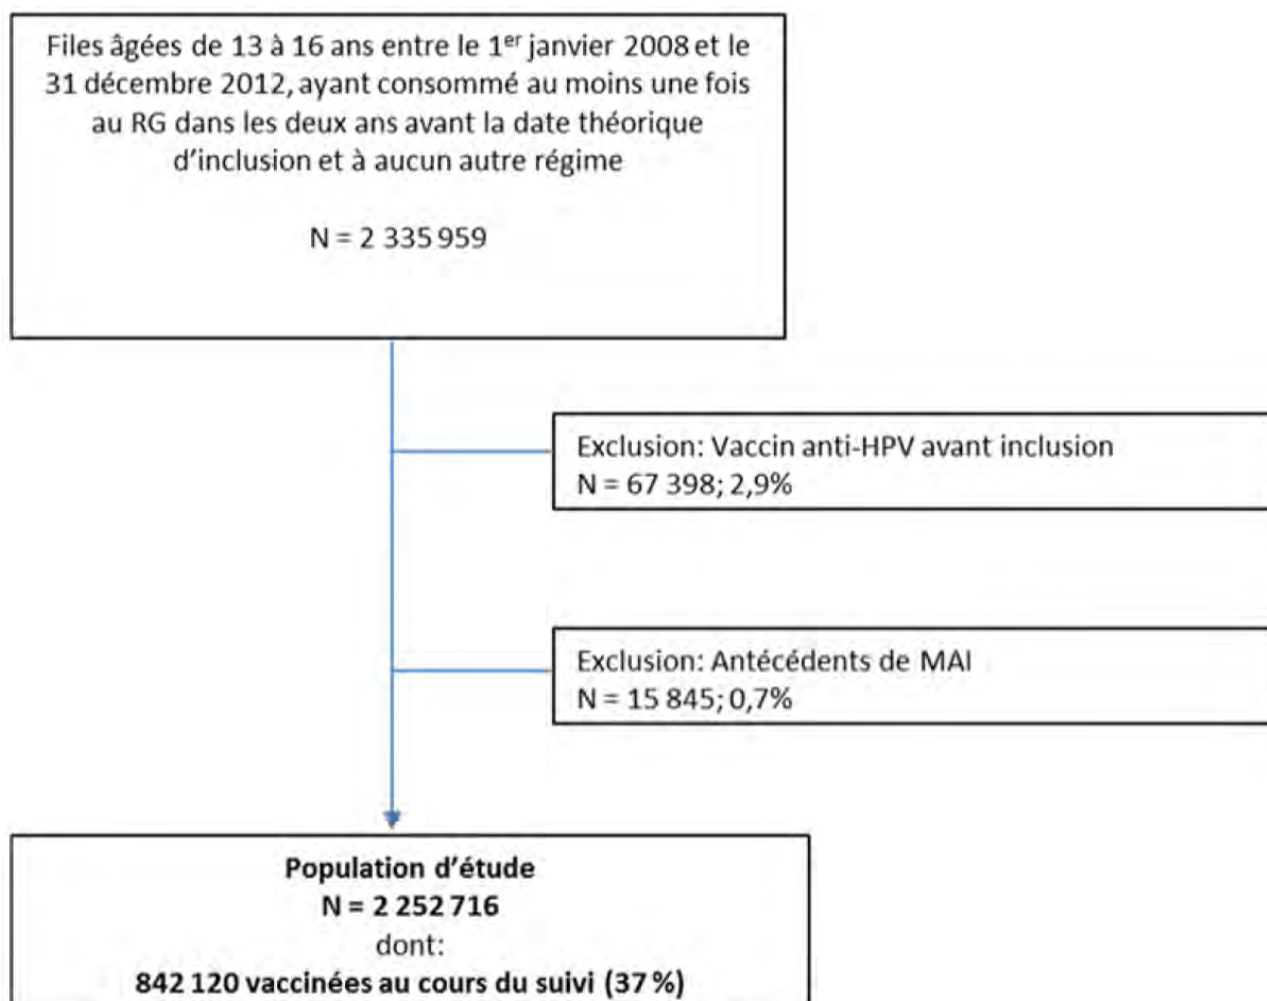 Files âgées de 13 à 16 ans entre le 1er janvier 2008 et le
31 décembre 2012, ayant consommé au moins une fois
au RG dans les deux ans avant la date théorique
d'inclusion et à aucun autre régime
N = 2 335 959
Exclusion: Vaccin anti-HPV avant inclusion
N = 67 398; 2,9%
Exclusion: Antécédents de MAI
N = 15 845; 0,7%
Population d'étude
N = 2 252 716
dont:
842 120 vaccinées au cours du suivi (37 %)